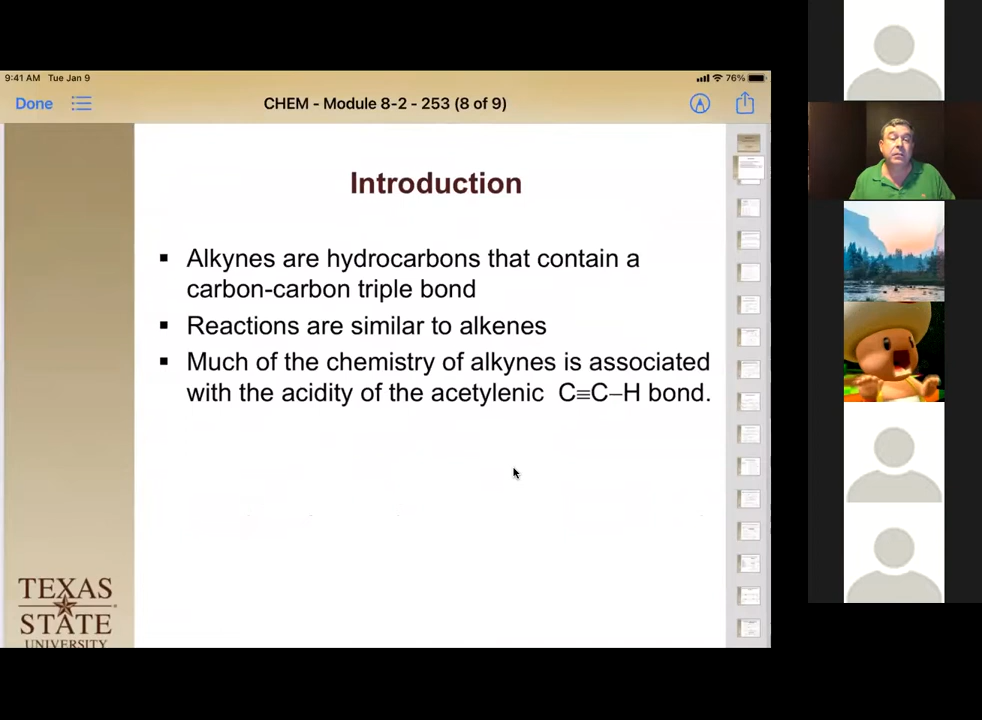 9:41 AM Tue Jan 9
76%
Done
CHEM - Module 8-2 - 253 (8 of 9)
Introduction
▪ Alkynes are hydrocarbons that contain a
carbon-carbon triple bond
▪ Reactions are similar to alkenes
▪ Much of the chemistry of alkynes is associated
with the acidity of the acetylenic C≡C–H bond.
TEXAS
STATE
UNIVERSITY